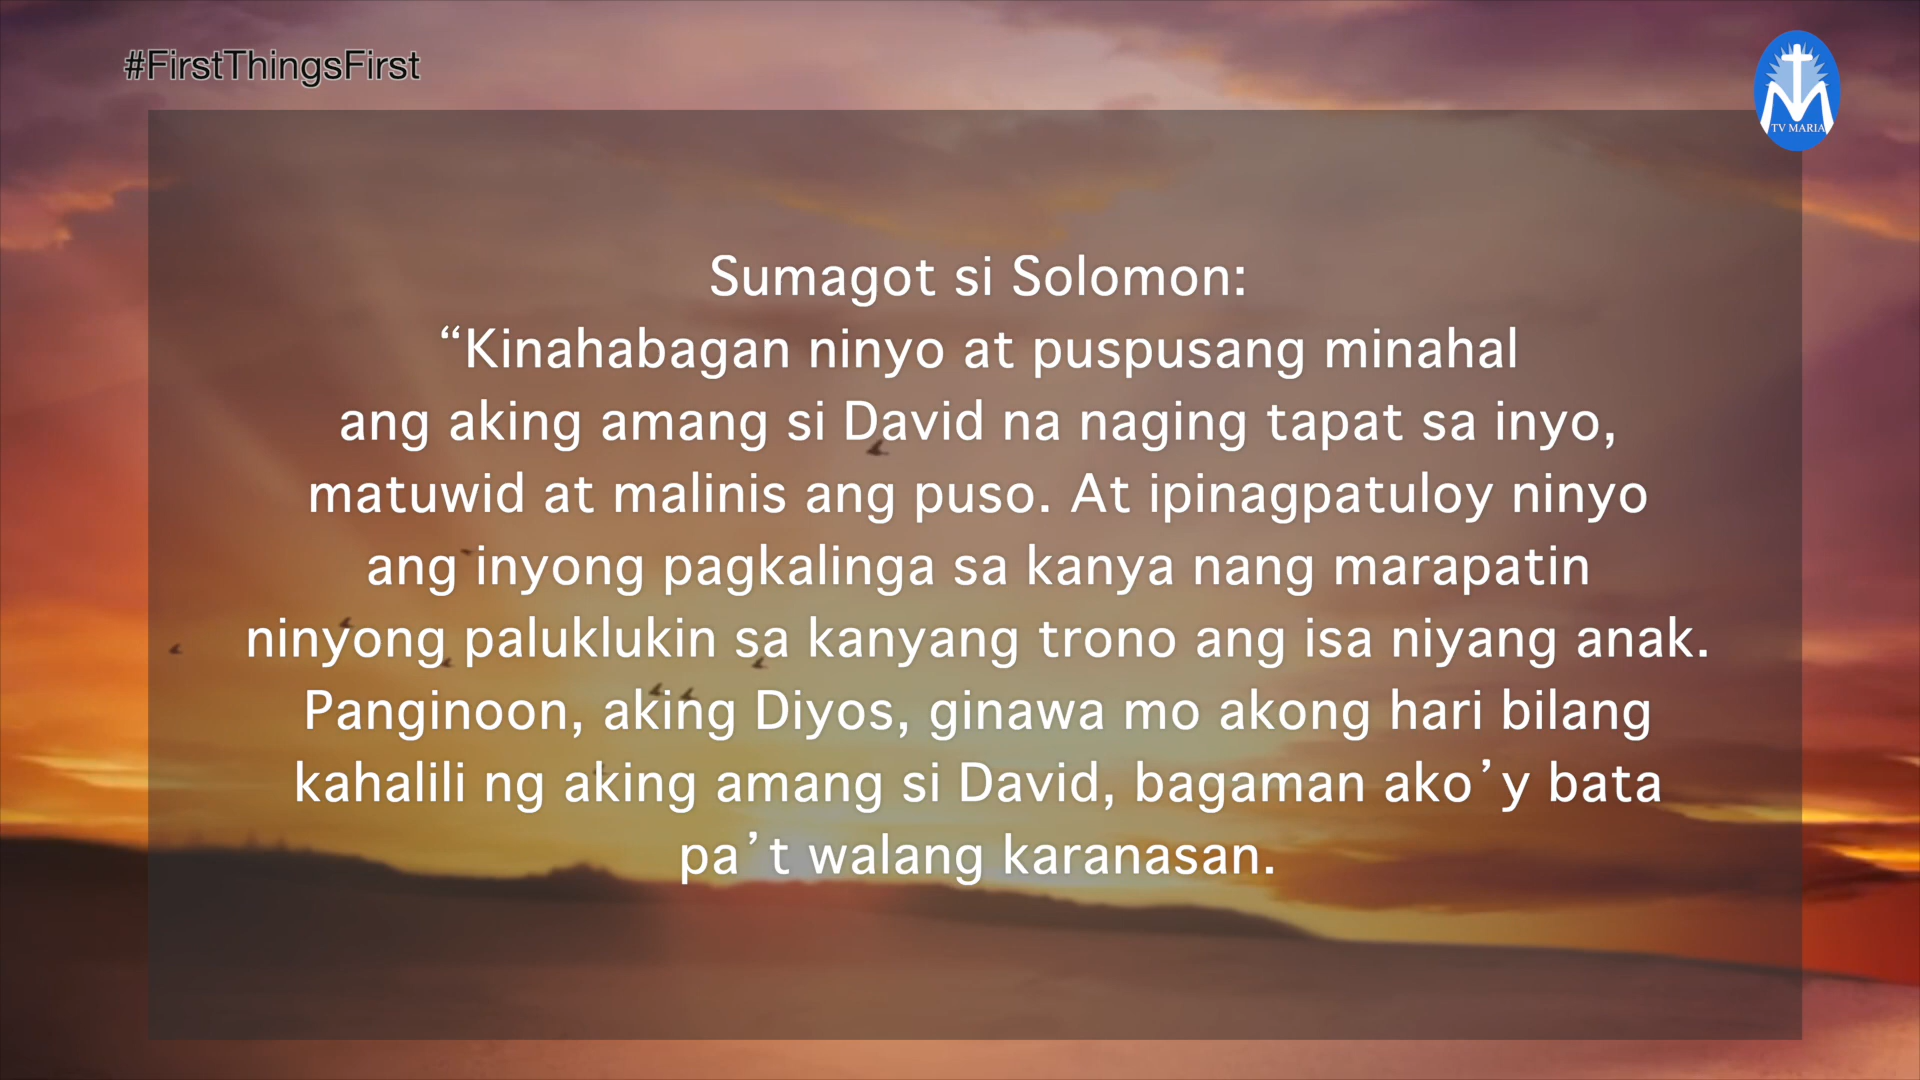 #FirstThingsFirst
TV MARIA
Sumagot si Solomon:
“Kinahabagan ninyo at puspusang minahal
ang aking amang si David na naging tapat sa inyo,
matuwid at malinis ang puso. At ipinagpatuloy ninyo
ang inyong pagkalinga sa kanya nang marapatin
ninyong paluklukin sa kanyang trono ang isa niyang anak.
Panginoon, aking Diyos, ginawa mo akong hari bilang
kahalili ng aking amang si David, bagaman ako’y bata
pa’t walang karanasan.